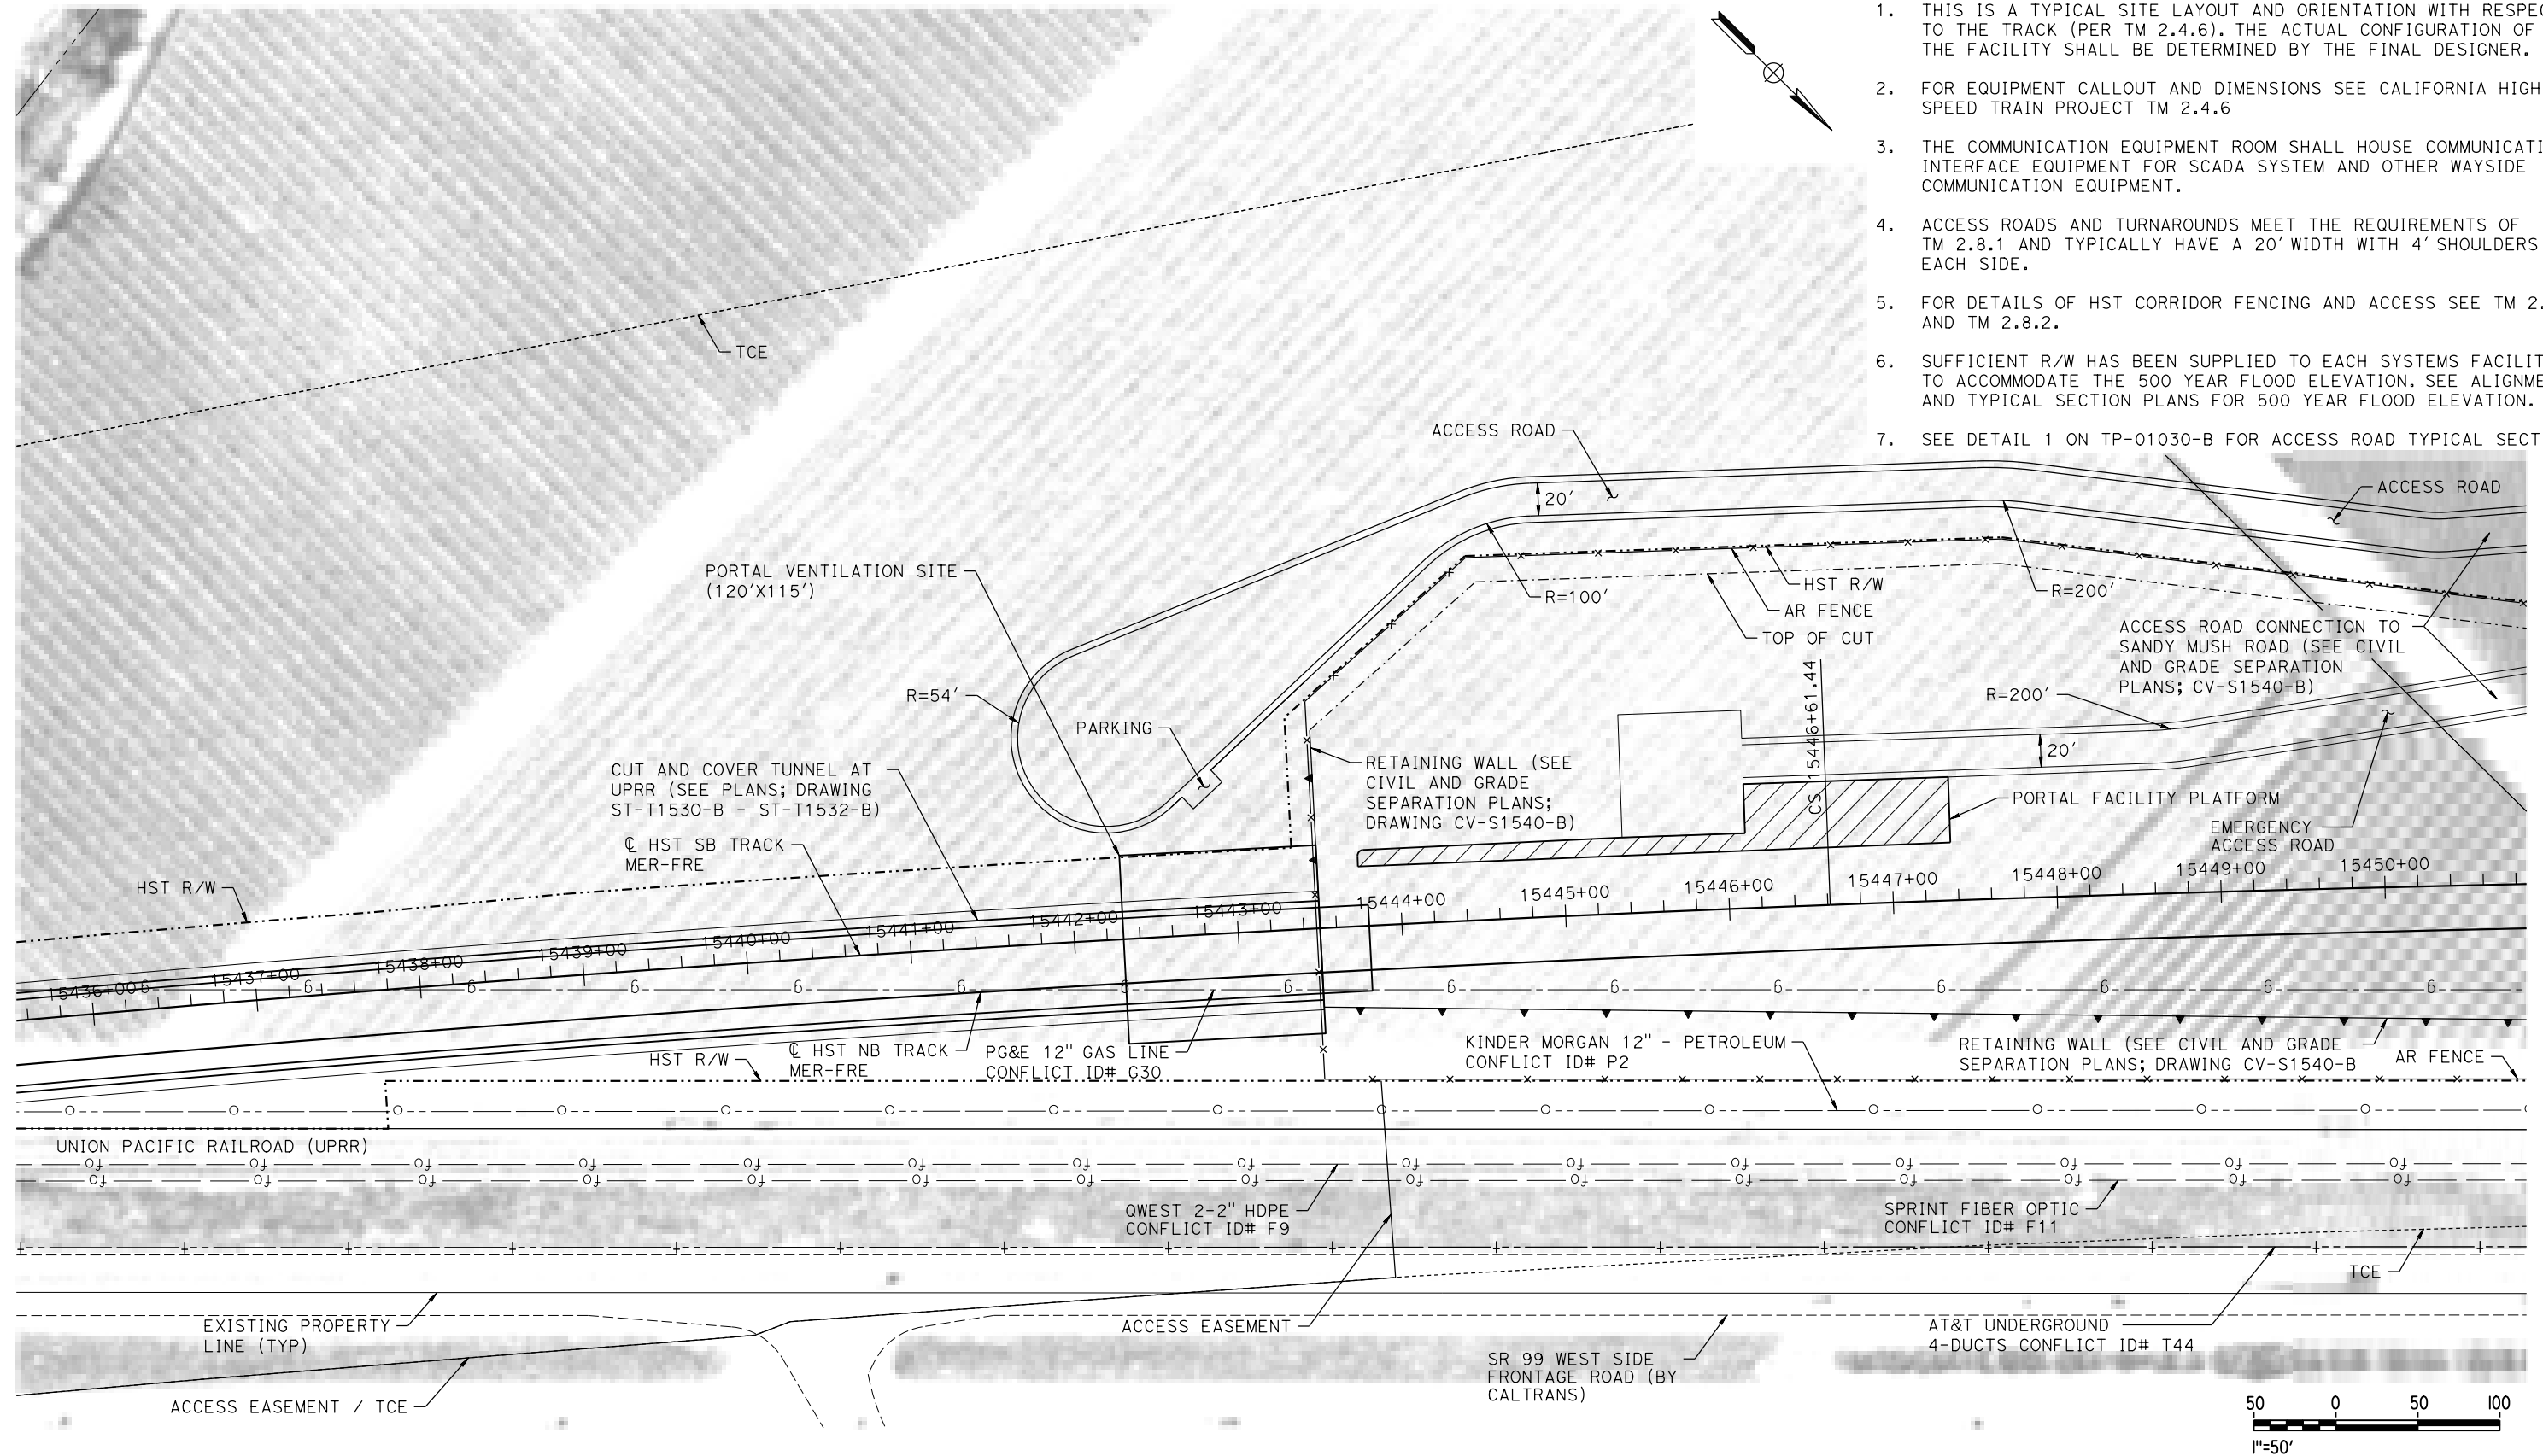 1. THIS IS A TYPICAL SITE LAYOUT AND ORIENTATION WITH
TO THE TRACK (PER TM 2.4.6). THE ACTUAL CONFIGURATION OF
THE FACILITY SHALL BE DETERMINED BY THE FINAL DESIGNER.
2. FOR EQUIPMENT CALLOUT AND DIMENSIONS SEE CALIFORNIA HIGH
SPEED TRAIN PROJECT TM 2.4.6
3. THE COMMUNICATION EQUIPMENT ROOM SHALL HOUSE
INTERFACE EQUIPMENT FOR SCADA SYSTEM AND OTHER WAYSIDE
COMMUNICATION EQUIPMENT.
4. ACCESS ROADS AND TURNAROUNDS MEET THE REQUIREMENTS OF
TM 2.8.1 AND TYPICALLY HAVE A 20' WIDTH WITH 4' SHOULDERS
EACH SIDE.
5. FOR DETAILS OF HST CORRIDOR FENCING AND ACCESS SEE TM 2.
AND TM 2.8.2.
6. SUFFICIENT R/W HAS BEEN SUPPLIED TO EACH SYSTEMS
TO ACCOMMODATE THE 500 YEAR FLOOD ELEVATION. SEE
AND TYPICAL SECTION PLANS FOR 500 YEAR FLOOD ELEVATION.
7. SEE DETAIL 1 ON TP-01030-B FOR ACCESS ROAD TYPICAL
TCE
ACCESS ROAD
20'
ACCESS ROAD
PORTAL VENTILATION SITE
(120'X115')
R=100'
HST R/W
AR FENCE
TOP OF CUT
R=200'
ACCESS ROAD CONNECTION TO
SANDY MUSH ROAD (SEE CIVIL
AND GRADE SEPARATION
PLANS; CV-S1540-B)
R=54'
PARKING
R=200'
20'
CS 15446+61.44
CUT AND COVER TUNNEL AT
UPRR (SEE PLANS; DRAWING
ST-T1530-B - ST-T1532-B)
RETAINING WALL (SEE
CIVIL AND GRADE
SEPARATION PLANS;
DRAWING CV-S1540-B)
PORTAL FACILITY PLATFORM
EMERGENCY
ACCESS ROAD
℄ HST SB TRACK
MER-FRE
HST R/W
15436+00
15437+00
15438+00
15439+00
15440+00
15441+00
15442+00
15443+00
15444+00
15445+00
15446+00
15447+00
15448+00
15449+00
15450+00
6 6 6 6 6 6 6 6 6 6 6 6 6 6 6
HST R/W
℄ HST NB TRACK
MER-FRE
PG&E 12" GAS LINE
CONFLICT ID# G30
KINDER MORGAN 12" - PETROLEUM
CONFLICT ID# P2
RETAINING WALL (SEE CIVIL AND GRADE
SEPARATION PLANS; DRAWING CV-S1540-B
AR FENCE
UNION PACIFIC RAILROAD (UPRR)
QWEST 2-2" HDPE
CONFLICT ID# F9
SPRINT FIBER OPTIC
CONFLICT ID# F11
TCE
EXISTING PROPERTY
LINE (TYP)
ACCESS EASEMENT
AT&T UNDERGROUND
4-DUCTS CONFLICT ID# T44
SR 99 WEST SIDE
FRONTAGE ROAD (BY
CALTRANS)
ACCESS EASEMENT / TCE
50 0 50 100
1"=50'